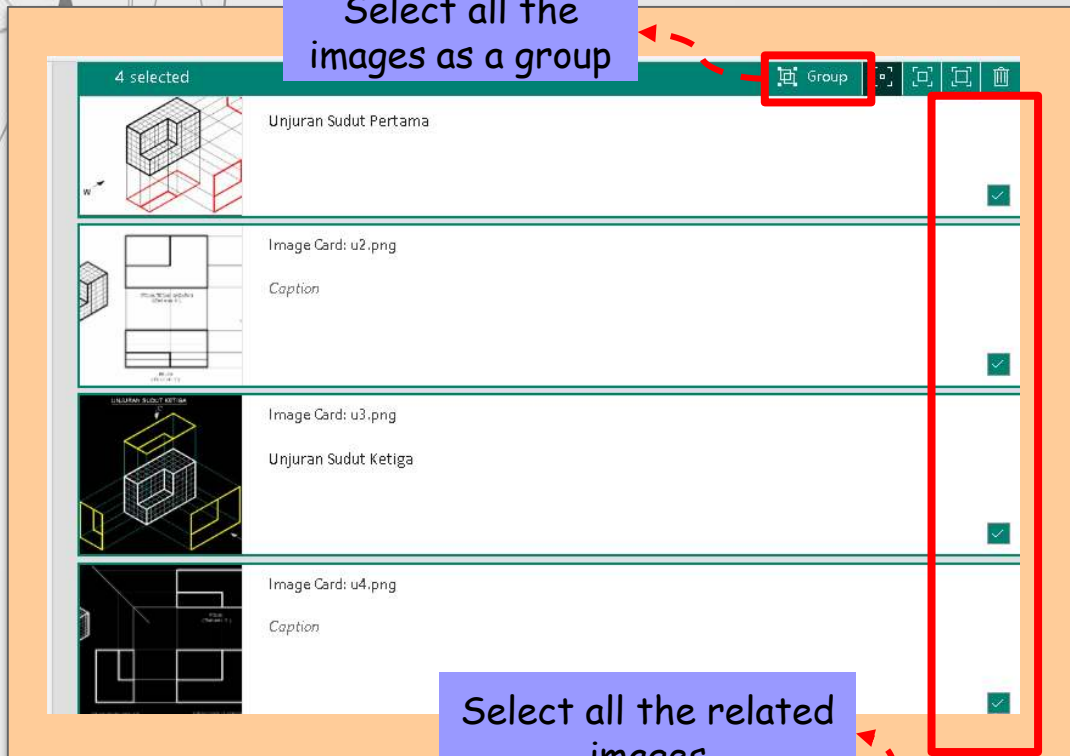 Select all the
images as a group
4 selected
Group
Unjuran Sudut Pertama
W
Image Card: u2.png
Caption
UNJURAN SUDUT KETIGA
C
Image Card: u3.png
Unjuran Sudut Ketiga
Image Card: u4.png
Caption
Select all the related
images